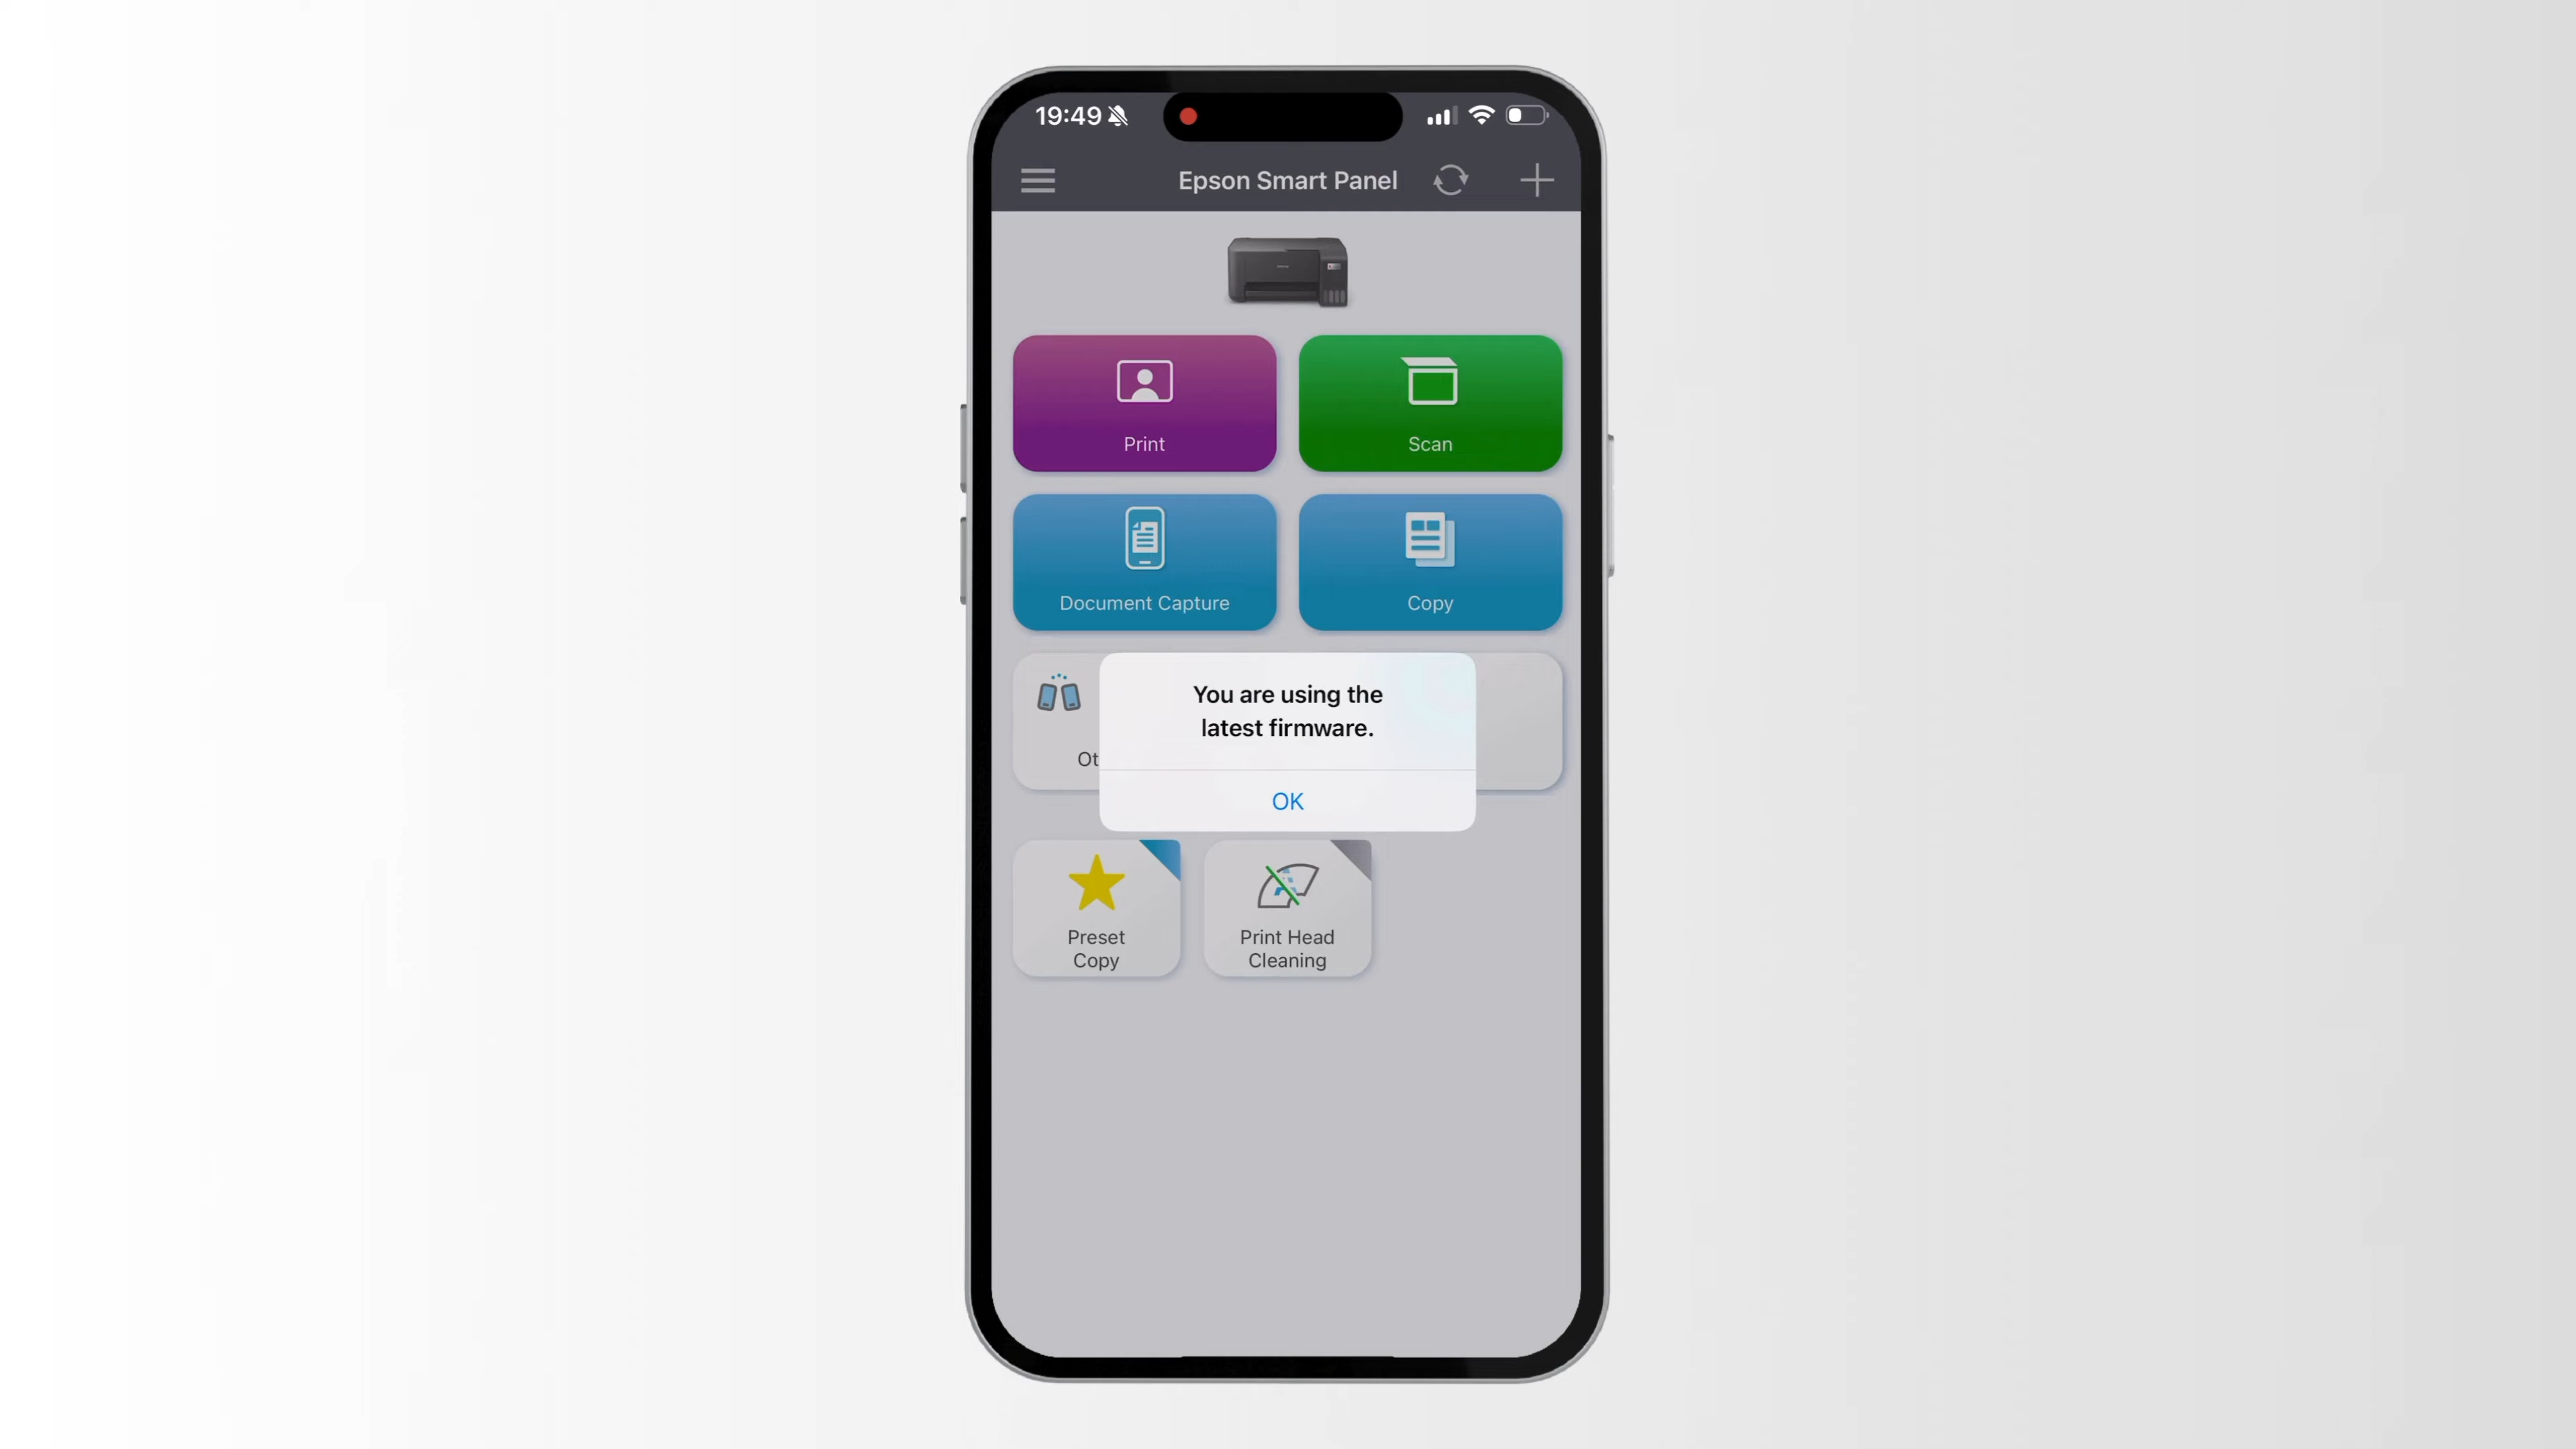 19:49
Epson Smart Panel
Print
Scan
Document Capture
Copy
You are using the
latest firmware.
Ot
OK
Preset
Copy
Print Head
Cleaning